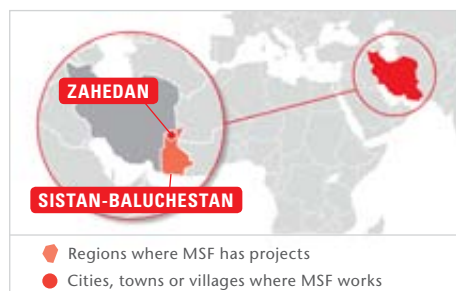 ZAHEDAN
SISTAN-BALUCHESTAN
Regions where MSF has projects
Cities, towns or villages where MSF works